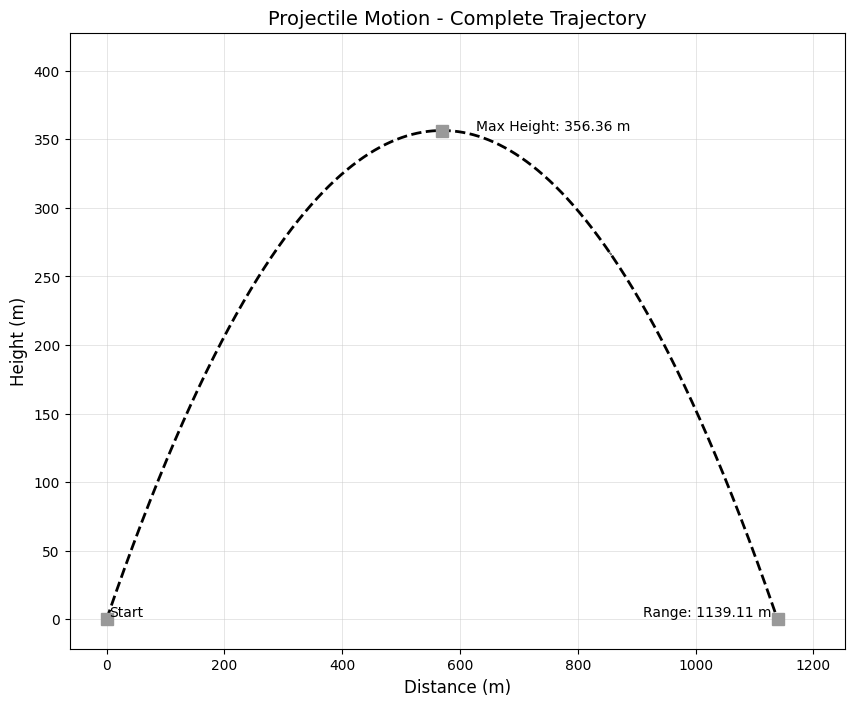 Projectile Motion - Complete Trajectory
Height (m)
400
350
300
250
200
150
100
50
0
Max Height: 356.36 m
Start
Range: 1139.11 m
0 200 400 600 800 1000 1200
Distance (m)